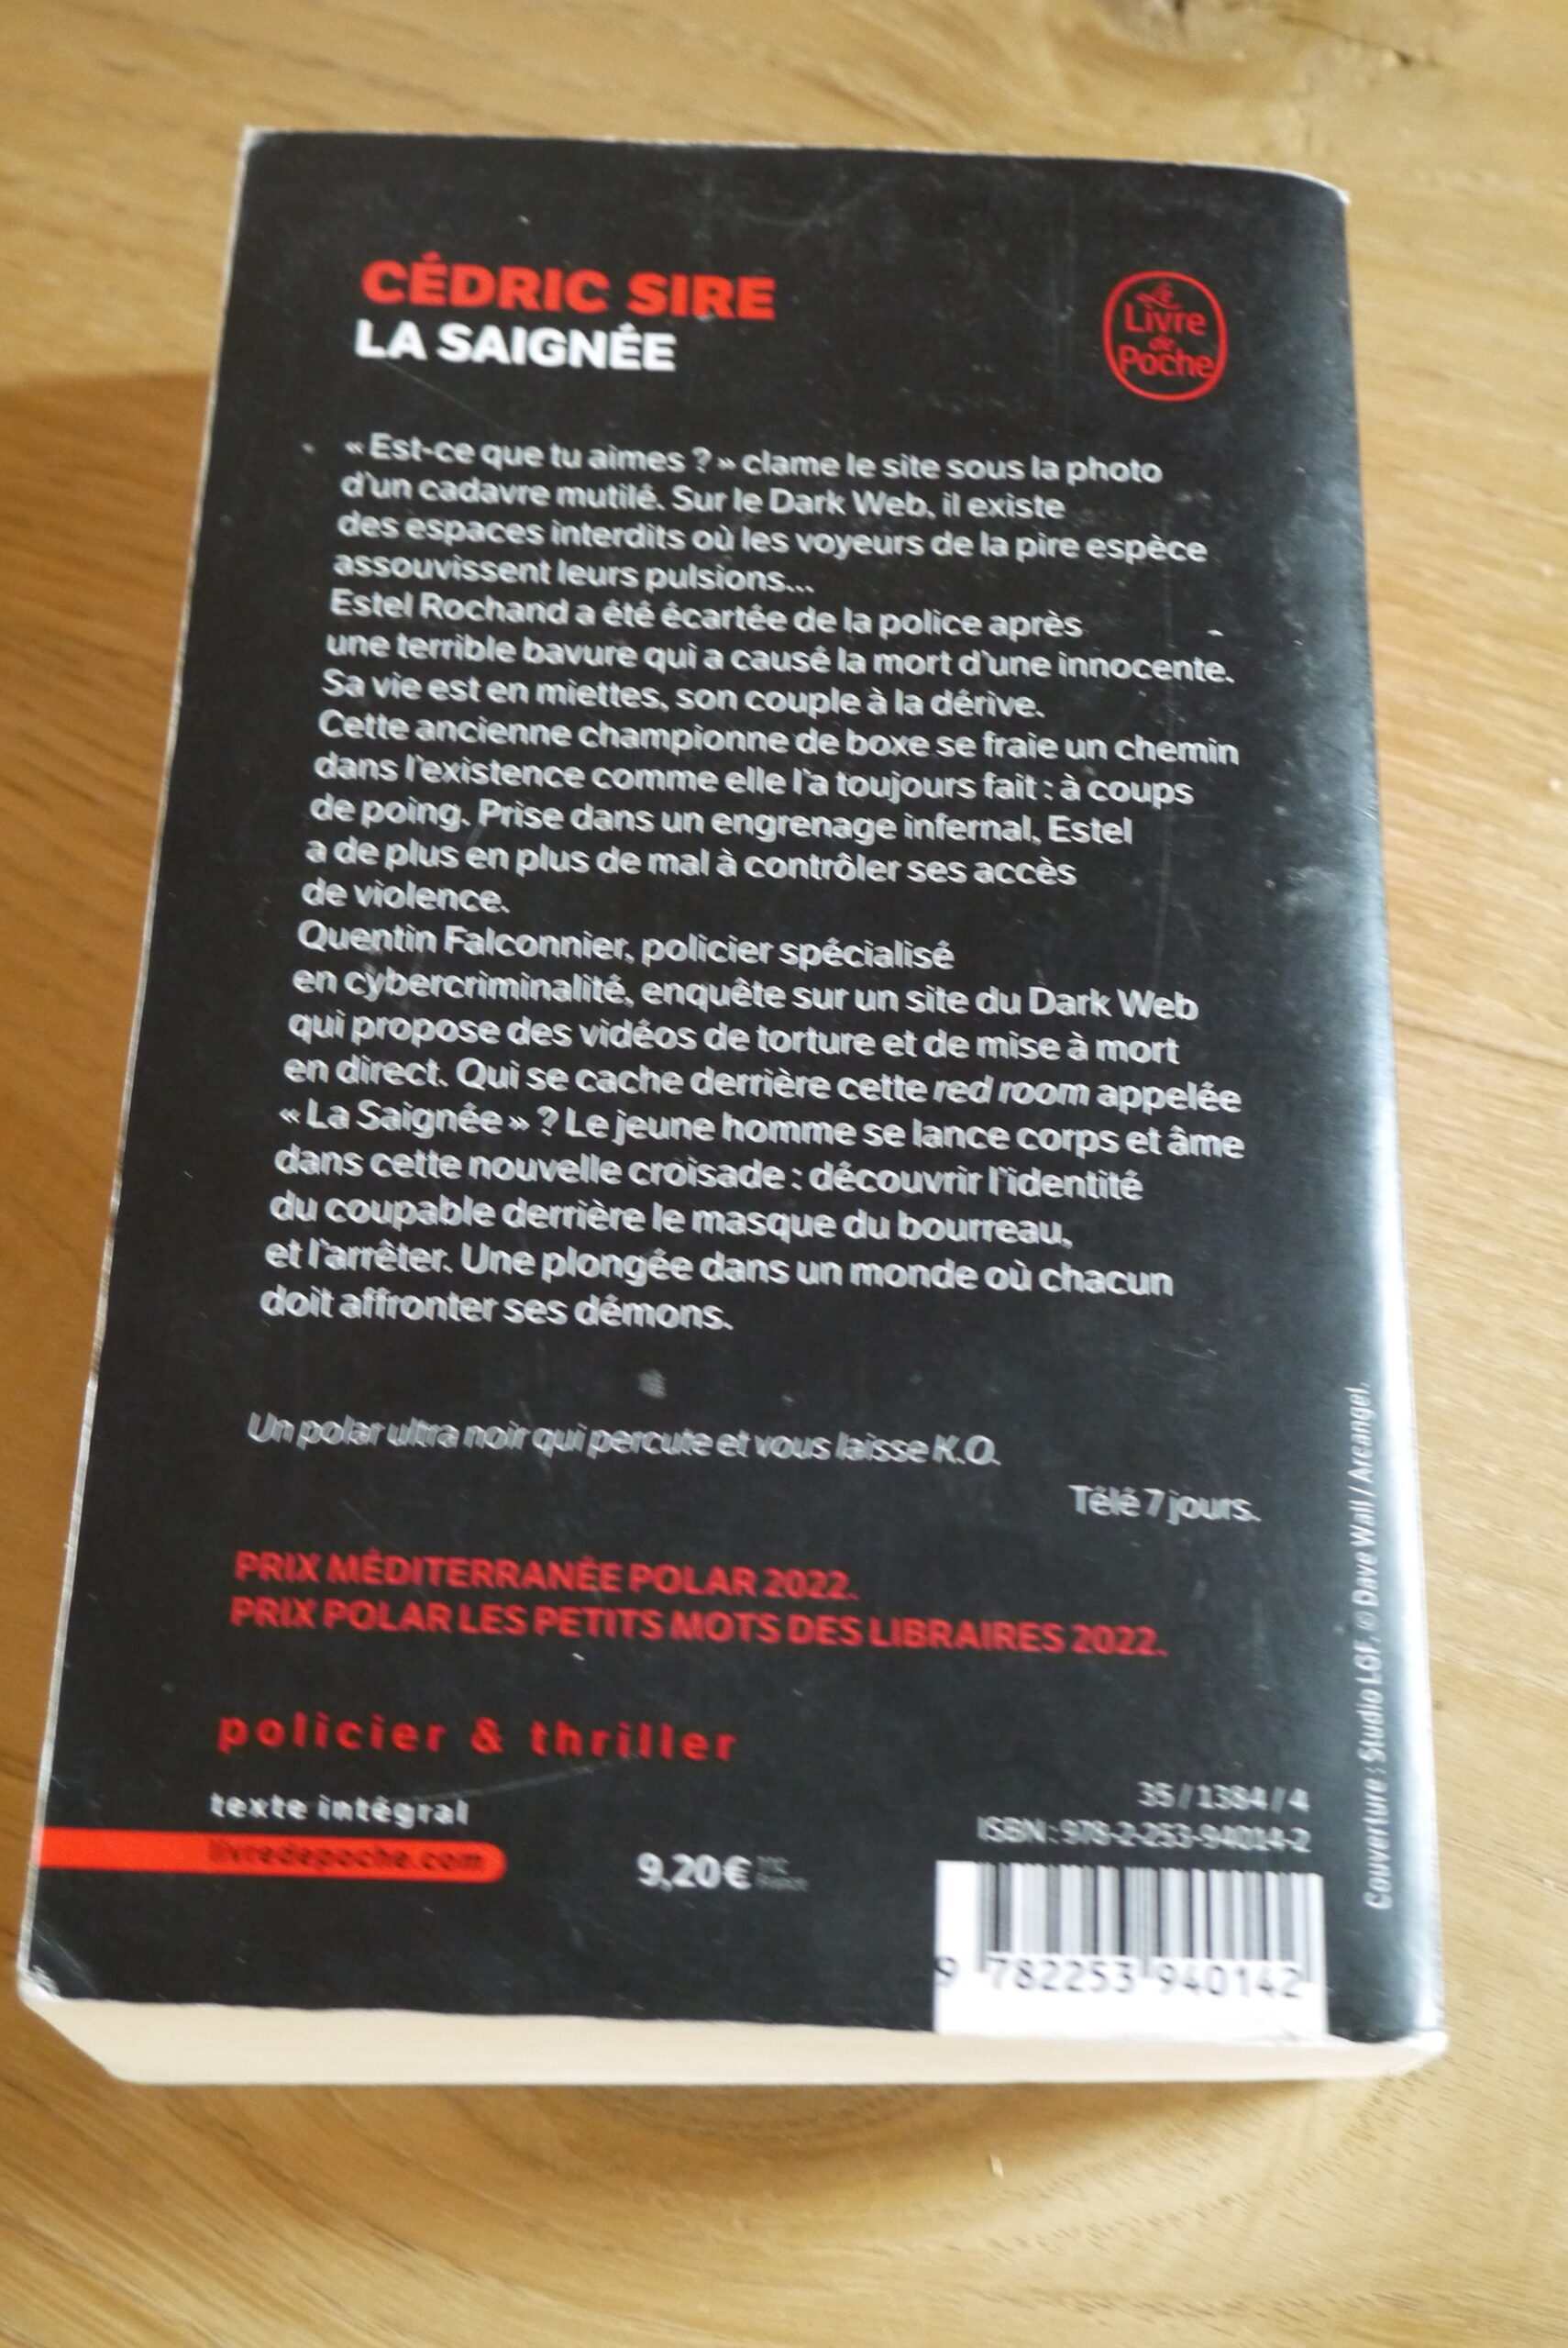 CÉDRIC SIRE
LA SAIGNÉE
Le
Livre
de
Poche
« Est-ce que tu aimes ? » clame le site sous la photo
d'un cadavre mutilé. Sur le Dark Web, il existe
des espaces interdits où les voyeurs de la pire espèce
assouvissent leurs pulsions...
Estel Rochand a été écartée de la police après
une terrible bavure qui a causé la mort d'une innocente.
Sa vie est en miettes, son couple à la dérive.
Cette ancienne championne de boxe se fraie un chemin
dans l'existence comme elle l'a toujours fait : à coups
de poing. Prise dans un engrenage infernal, Estel
a de plus en plus de mal à contrôler ses accès
de violence.
Quentin Falconnier, policier spécialisé
en cybercriminalité, enquête sur un site du Dark Web
qui propose des vidéos de torture et de mise à mort
en direct. Qui se cache derrière cette red room appelée
« La Saignée » ? Le jeune homme se lance corps et âme
dans cette nouvelle croisade : découvrir l'identité
du coupable derrière le masque du bourreau,
et l'arrêter. Une plongée dans un monde où chacun
doit affronter ses démons.
Un polar ultra noir qui percute et vous laisse K.O.
Télé 7 jours.
PRIX MÉDITERRANÉE POLAR 2022.
PRIX POLAR LES PETITS MOTS DES LIBRAIRES 2022.
policier & thriller
texte intégral
livredepoche.com
9,20 €
35 / 1384 / 4
ISBN : 978-2-253-94014-2
9 782253 940142
Couverture : Studio LGF. © Dave Wall / Arcangel.